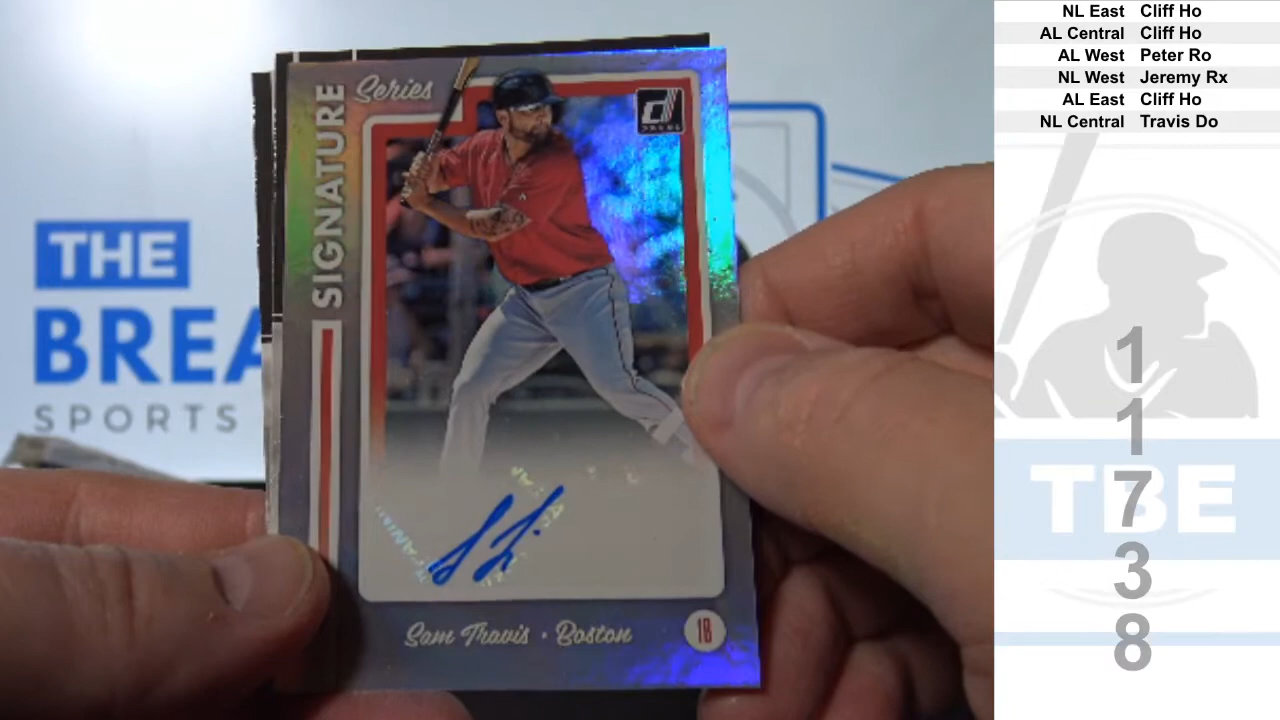 NL East Cliff Ho
AL Central Cliff Ho
AL West Peter Ro
NL West Jeremy Rx
AL East Cliff Ho
NL Central Travis Do
THE
BREA
SPORTS
SIGNATURE
Series
Sam Travis · Boston
1B
TBE
1
1
7
3
8